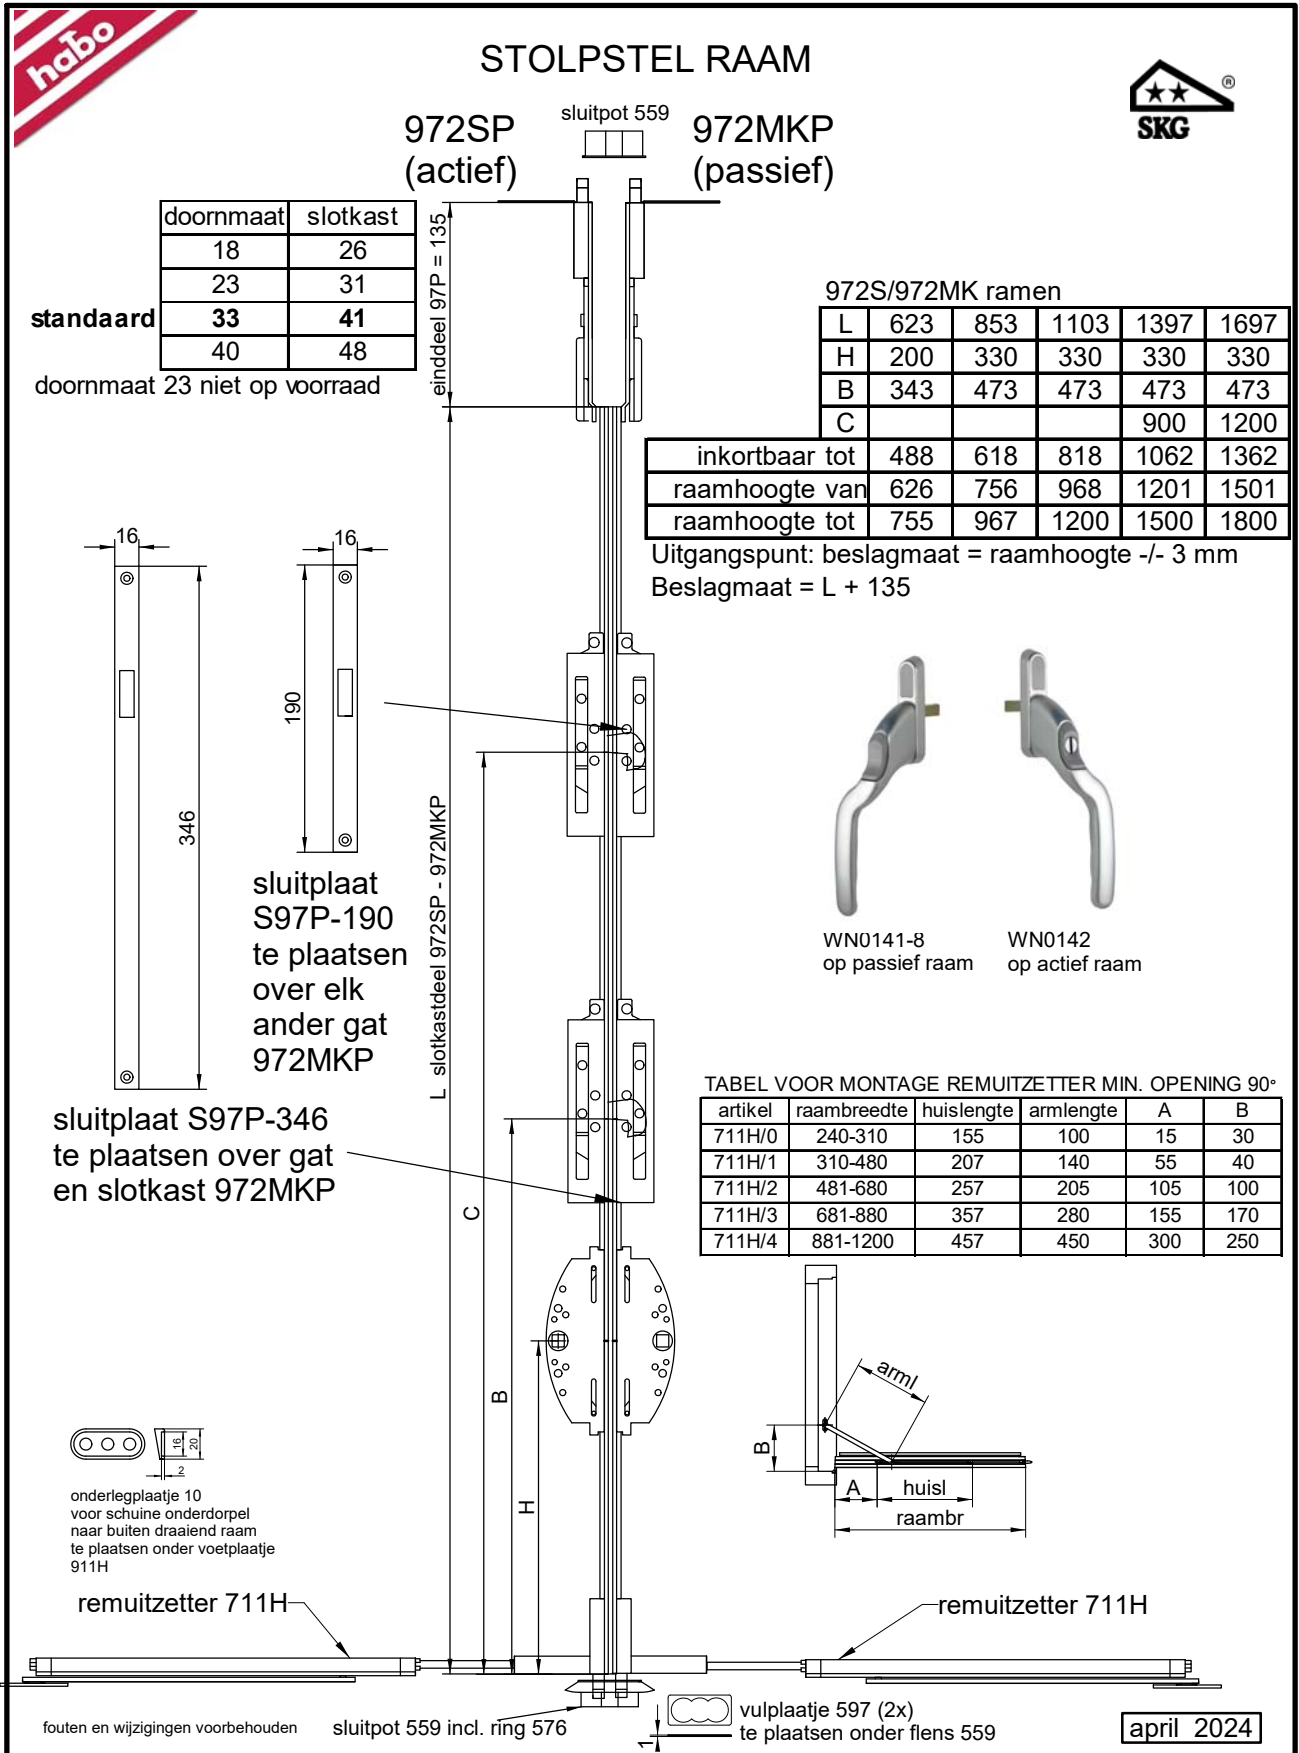 habo
STOLPSTEL RAAM
SKG
®
sluitpot 559
972SP
(actief)
972MKP
(passief)
doornmaat slotkast
18 26
23 31
standaard 33 41
40 48
doornmaat 23 niet op voorraad
einddeel 97P = 135
972S/972MK ramen
L 623 853 1103 1397 1697
H 200 330 330 330 330
B 343 473 473 473 473
C 900 1200
inkortbaar tot 488 618 818 1062 1362
raamhoogte van 626 756 968 1201 1501
raamhoogte tot 755 967 1200 1500 1800
Uitgangspunt: beslagmaat = raamhoogte -/- 3 mm
Beslagmaat = L + 135
16
16
346
190
sluitplaat
S97P-190
te plaatsen
over elk
ander gat
972MKP
L slotkastdeel 972SP - 972MKP
sluitplaat S97P-346
te plaatsen over gat
en slotkast 972MKP
WN0141-8
op passief raam
WN0142
op actief raam
TABEL VOOR MONTAGE REMUITZETTER MIN. OPENING 90°
artikel raambreedte huislengte armlengte A B
711H/0 240-310 155 100 15 30
711H/1 310-480 207 140 55 40
711H/2 481-680 257 205 105 100
711H/3 681-880 357 280 155 170
711H/4 881-1200 457 450 300 250
C
B
H
arml
B
A
huisl
raambr
16
20
2
onderlegplaatje 10
voor schuine onderdorpel
naar buiten draaiend raam
te plaatsen onder voetplaatje
911H
remuitzetter 711H
remuitzetter 711H
fouten en wijzigingen voorbehouden
sluitpot 559 incl. ring 576
1
vulplaatje 597 (2x)
te plaatsen onder flens 559
april 2024